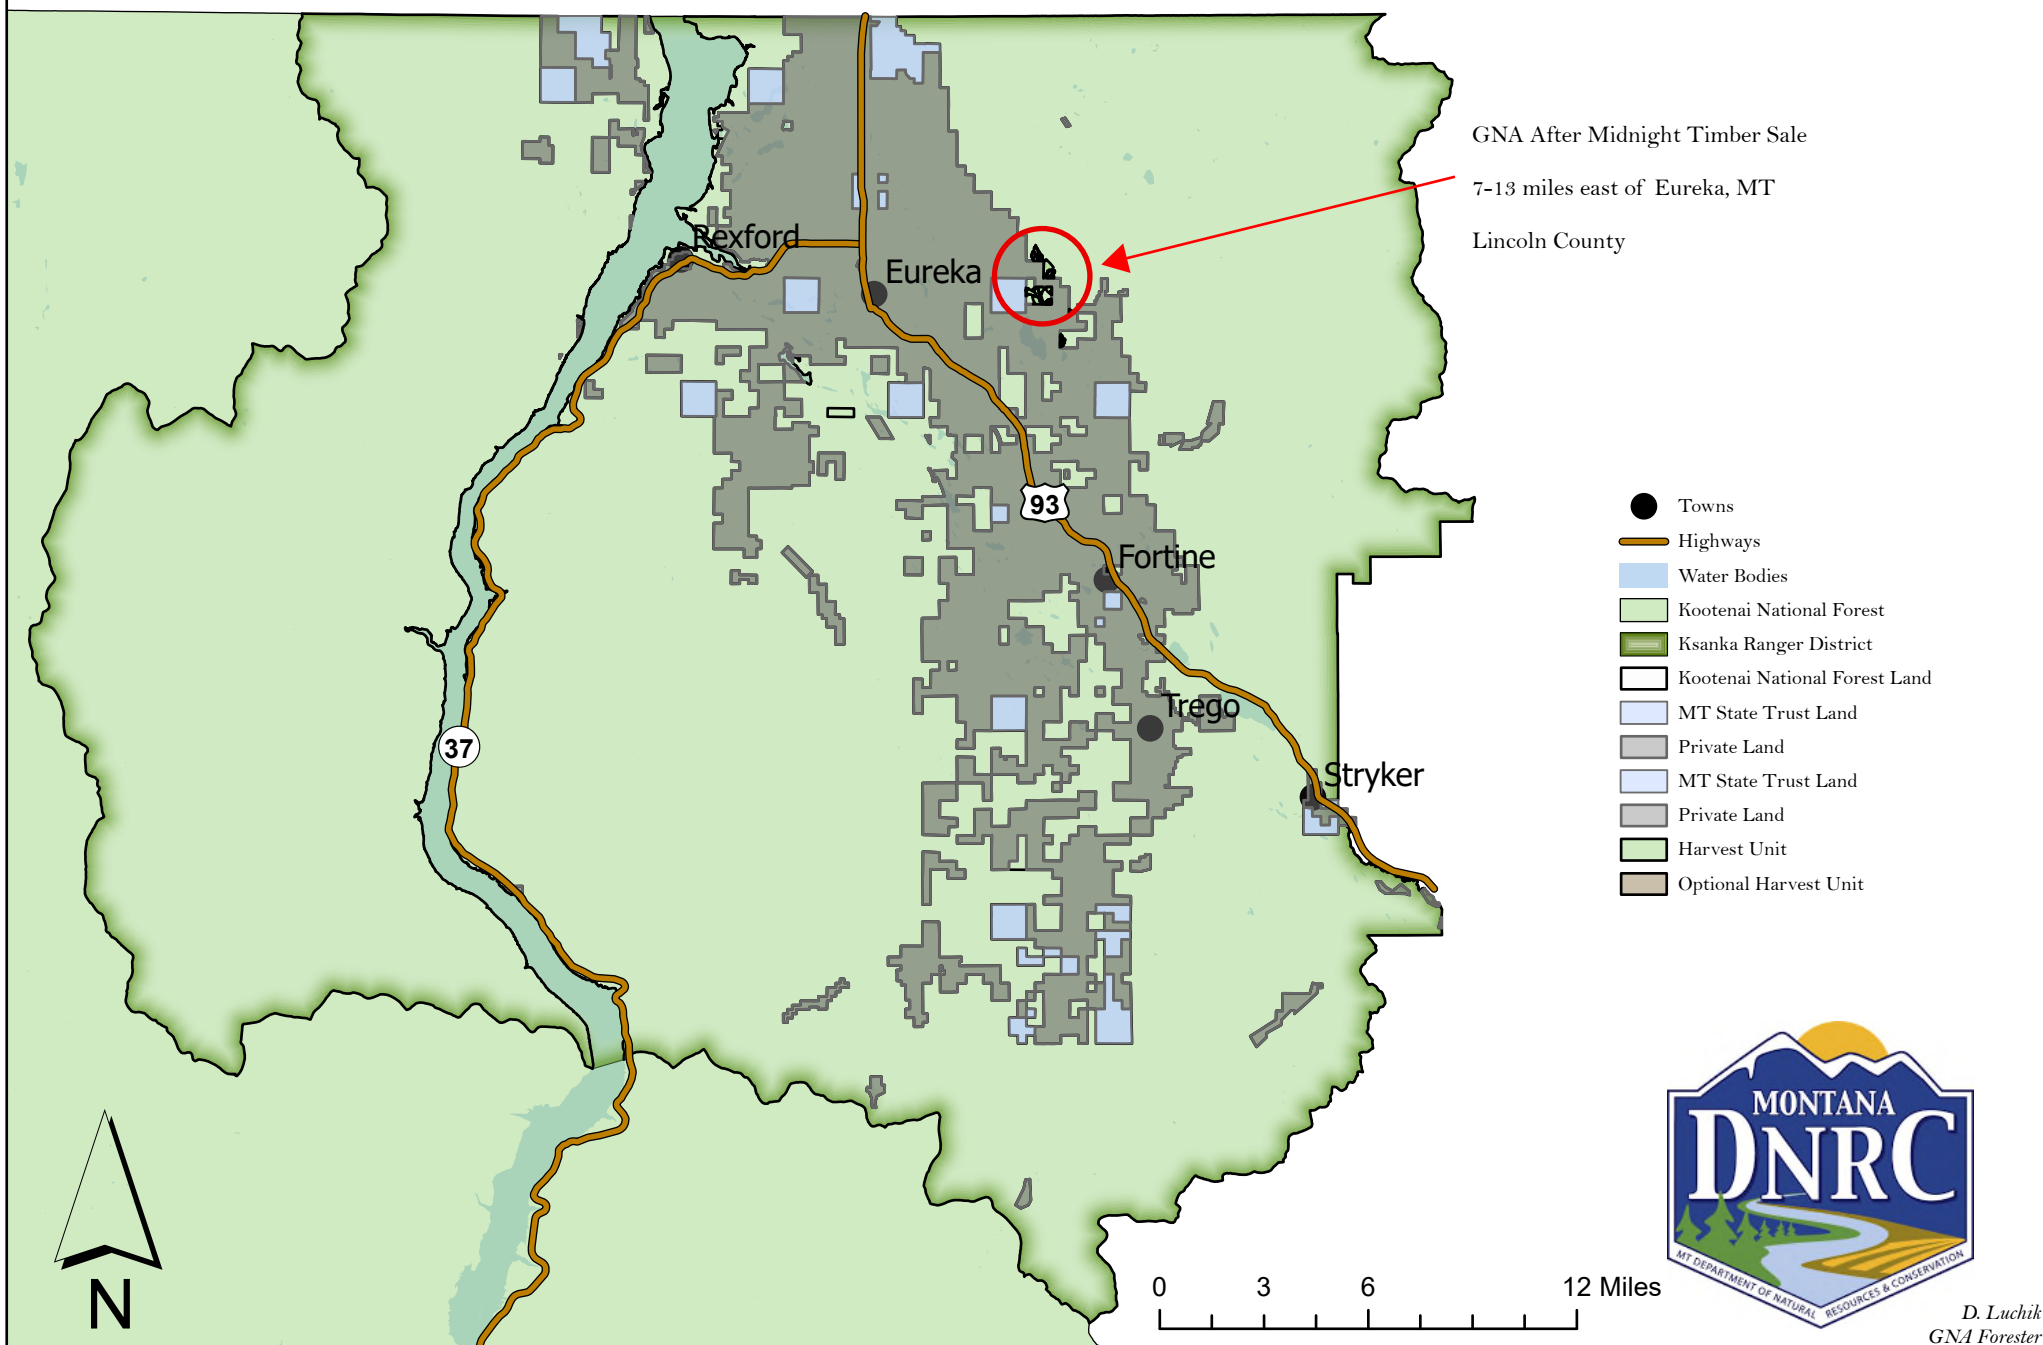 GNA After Midnight Timber Sale
7-13 miles east of Eureka, MT
Lincoln County
Rexford
Eureka
93
Fortine
Trego
37
Stryker
Towns
Highways
Water Bodies
Kootenai National Forest
Ksanka Ranger District
Kootenai National Forest Land
MT State Trust Land
Private Land
MT State Trust Land
Private Land
Harvest Unit
Optional Harvest Unit
N
0 3 6 12 Miles
MONTANA
DNRC
MT DEPARTMENT OF NATURAL RESOURCES & CONSERVATION
D. Luchik
GNA Forester